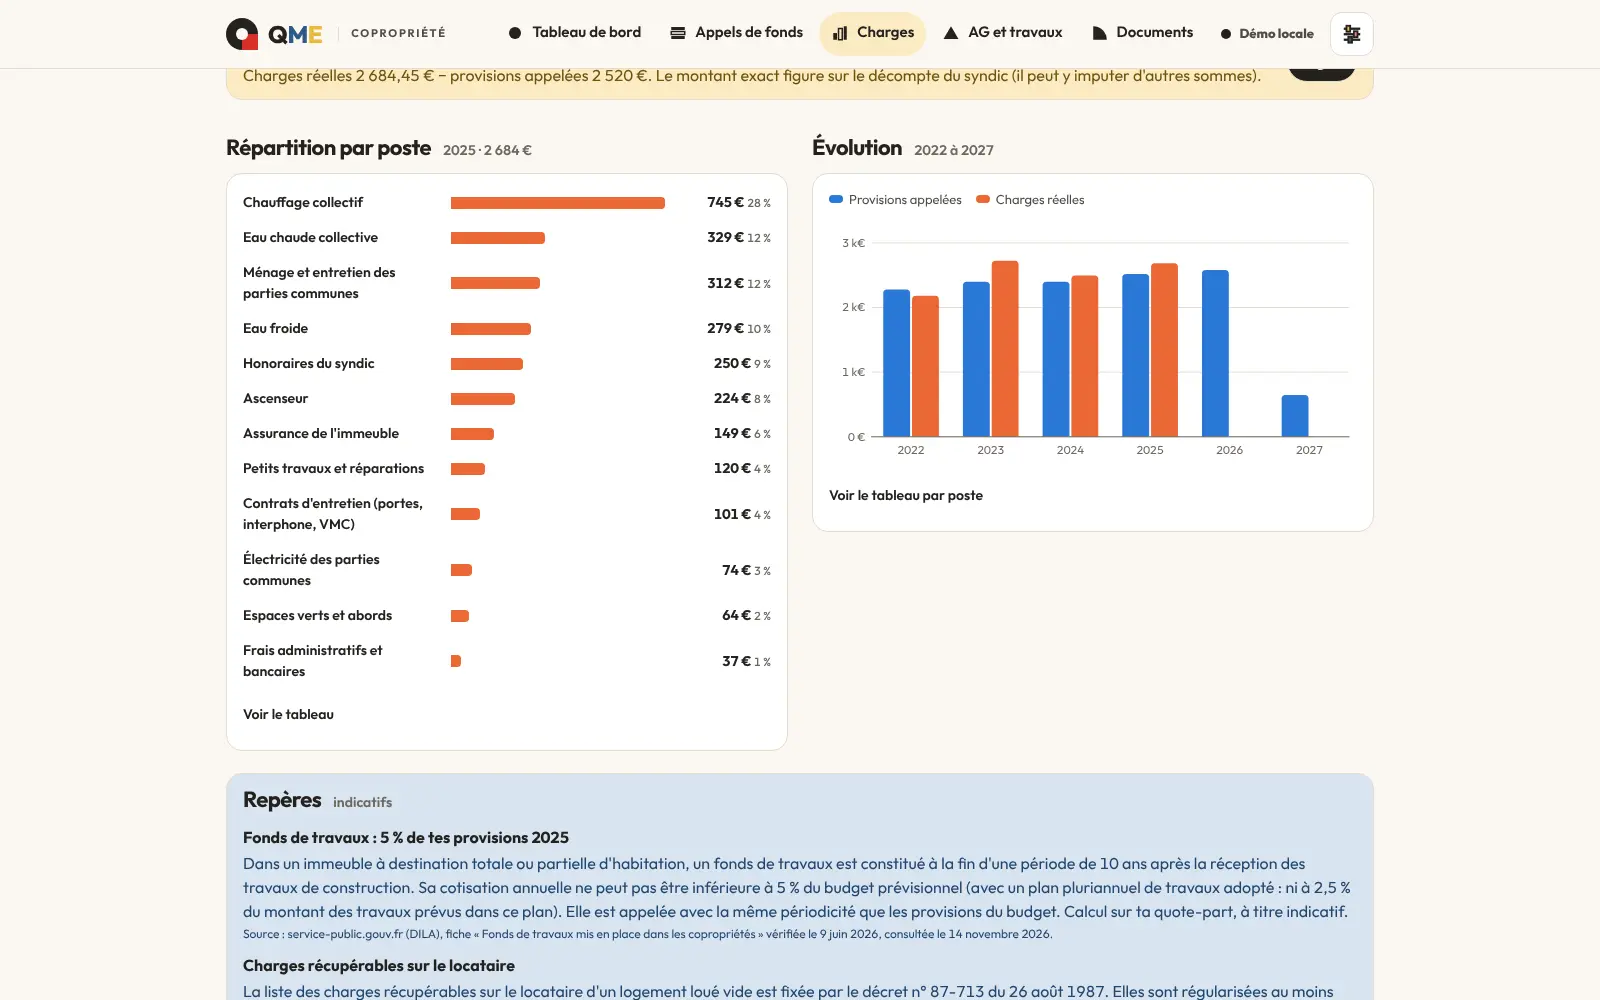 QME
COPROPRIÉTÉ
Tableau de bord
Appels de fonds
Charges
AG et travaux
Documents
Démo locale
Charges réelles 2 684,45 € – provisions appelées 2 520 €. Le montant exact figure sur le décompte du syndic (il peut y imputer d'autres sommes).
Répartition par poste 2025 · 2 684 €
Chauffage collectif 745 € 28 %
Eau chaude collective 329 € 12 %
Ménage et entretien des
parties communes 312 € 12 %
Eau froide 279 € 10 %
Honoraires du syndic 250 € 9 %
Ascenseur 224 € 8 %
Assurance de l'immeuble 149 € 6 %
Petits travaux et réparations 120 € 4 %
Contrats d'entretien (portes,
interphone, VMC) 101 € 4 %
Électricité des parties
communes 74 € 3 %
Espaces verts et abords 64 € 2 %
Frais administratifs et
bancaires 37 € 1 %
Voir le tableau
Évolution 2022 à 2027
Provisions appelées Charges réelles
3 k€
2 k€
1 k€
0 €
2022 2023 2024 2025 2026 2027
Voir le tableau par poste
Repères indicatifs
Fonds de travaux : 5 % de tes provisions 2025
Dans un immeuble à destination totale ou partielle d'habitation, un fonds de travaux est constitué à la fin d'une période de 10 ans après la réception des
travaux de construction. Sa cotisation annuelle ne peut pas être inférieure à 5 % du budget prévisionnel (avec un plan pluriannuel de travaux adopté : ni à 2,5 %
du montant des travaux prévus dans ce plan). Elle est appelée avec la même périodicité que les provisions du budget. Calcul sur ta quote-part, à titre indicatif.
Source : service-public.gouv.fr (DILA), fiche « Fonds de travaux mis en place dans les copropriétés » vérifiée le 9 juin 2026, consultée le 14 novembre 2026.
Charges récupérables sur le locataire
La liste des charges récupérables sur le locataire d'un logement loué vide est fixée par le décret n° 87-713 du 26 août 1987. Elles sont régularisées au moins